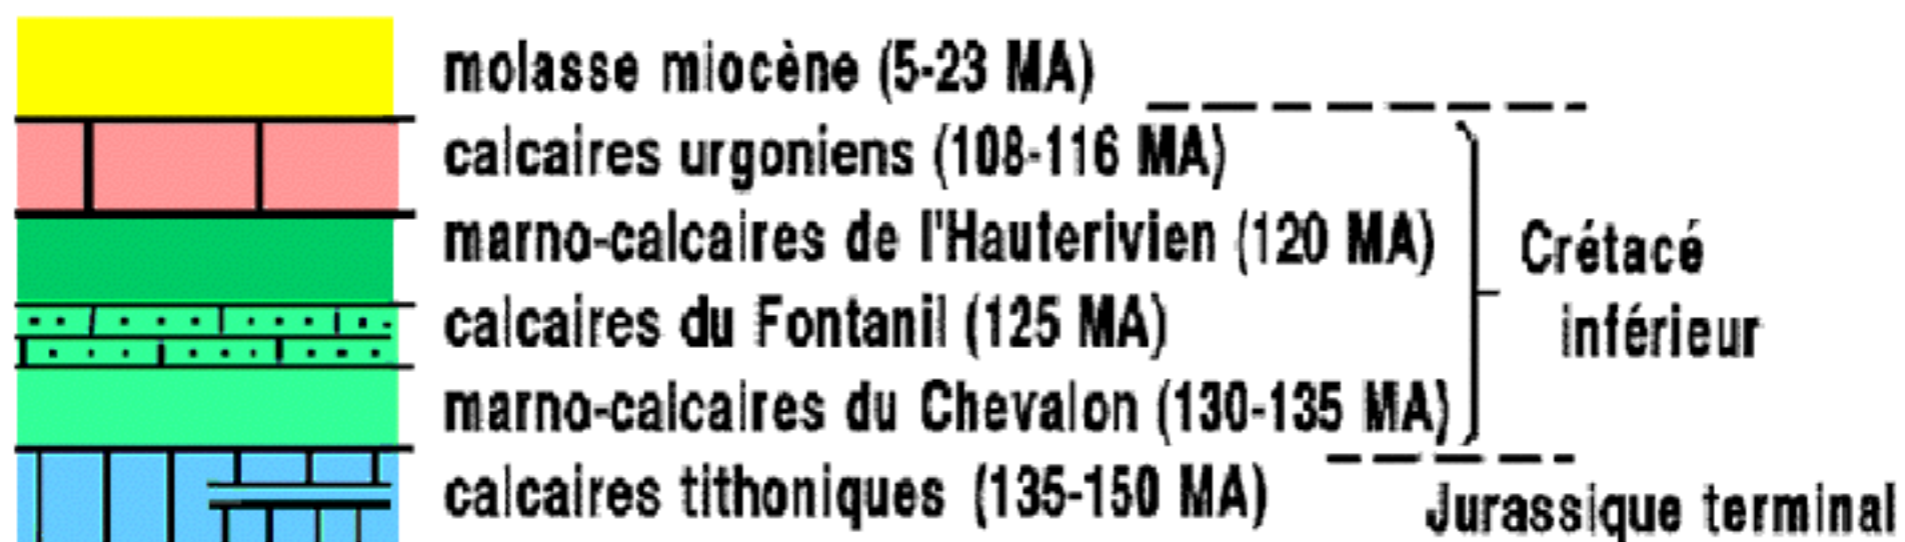 molasse miocène (5-23 MA)
calcaires urgoniens (108-116 MA)
marno-calcaires de l'Hauterivien (120 MA)
calcaires du Fontanil (125 MA)
marno-calcaires du Chevalon (130-135 MA)
calcaires tithoniques (135-150 MA)
Crétacé
inférieur
Jurassique terminal